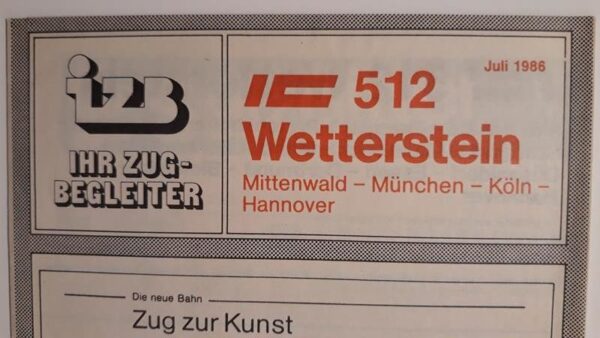 izb
IHR ZUG-
BEGLEITER
Juli 1986
IC 512
Wetterstein
Mittenwald – München – Köln –
Hannover
Die neue Bahn
Zug zur Kunst